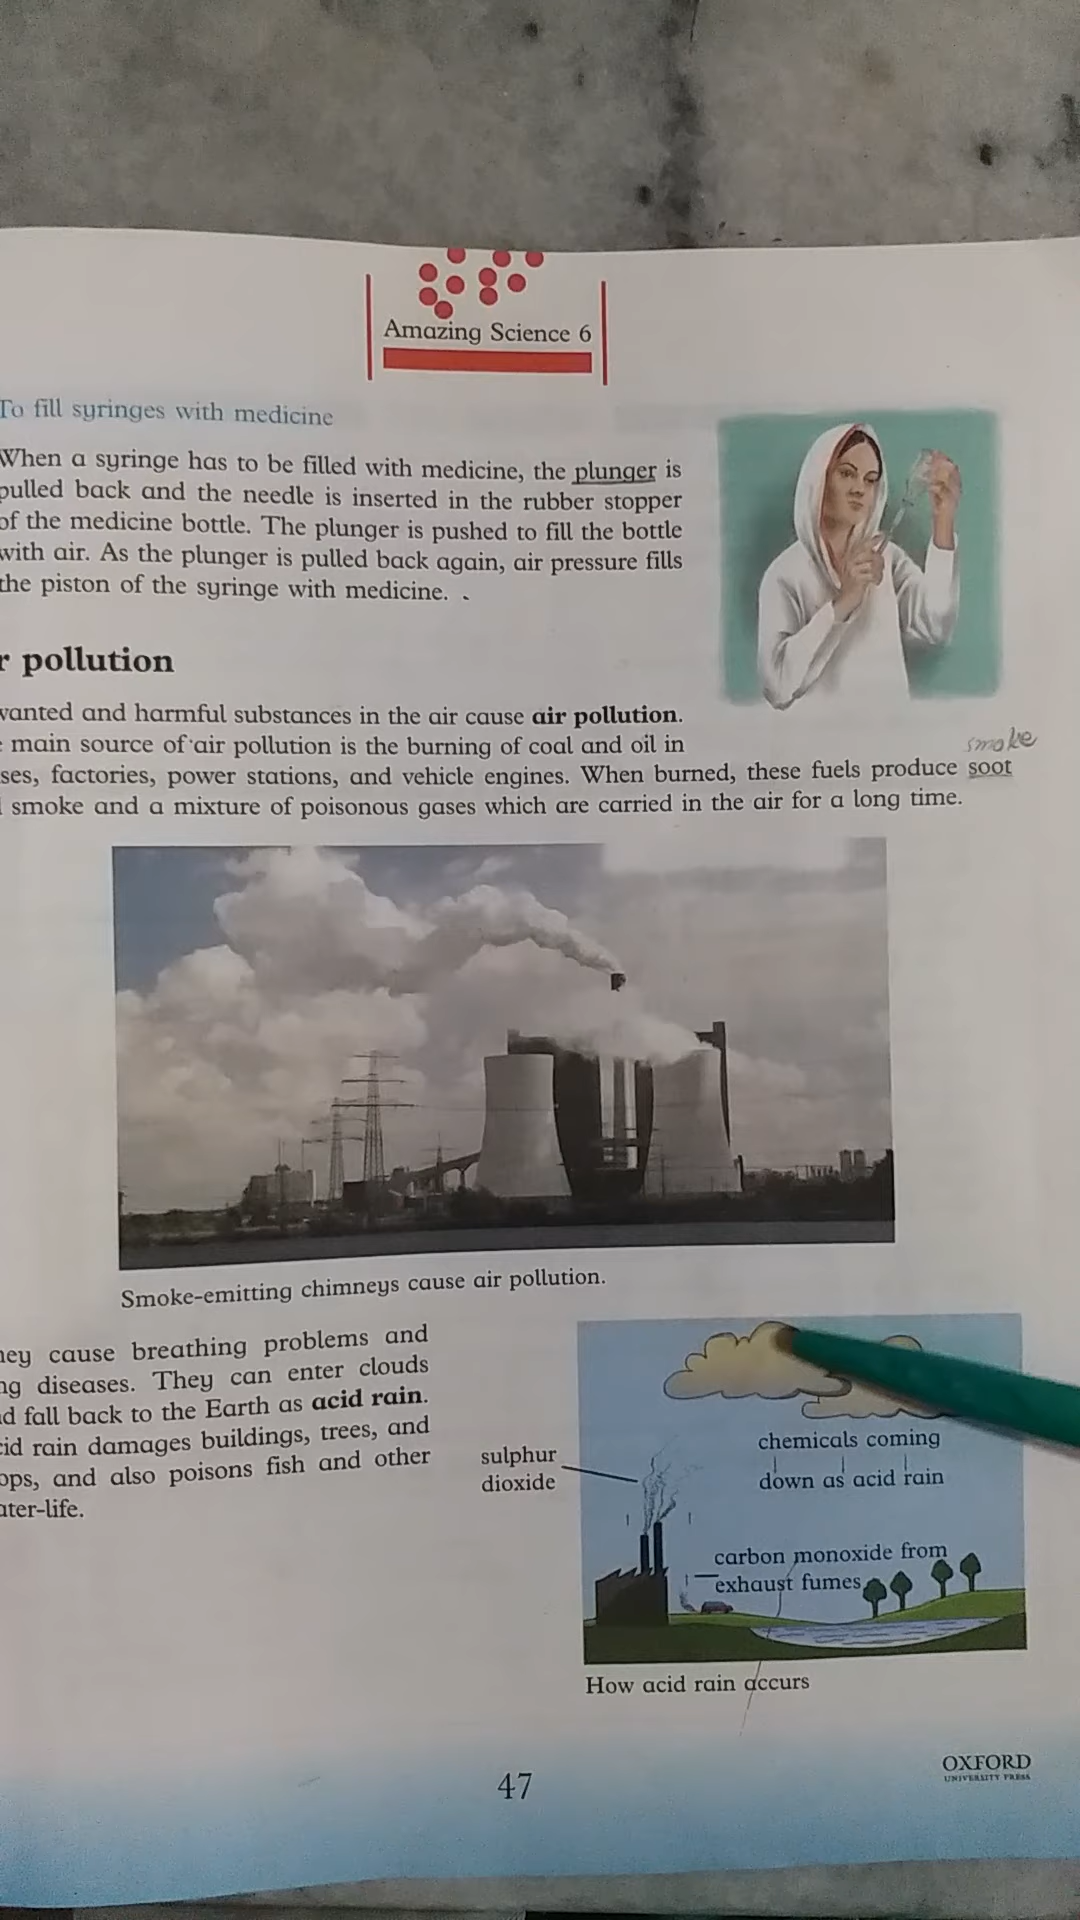 Amazing Science 6
To fill syringes with medicine
When a syringe has to be filled with medicine, the plunger is
pulled back and the needle is inserted in the rubber stopper
of the medicine bottle. The plunger is pushed to fill the bottle
with air. As the plunger is pulled back again, air pressure fills
the piston of the syringe with medicine.
r pollution
wanted and harmful substances in the air cause air pollution.
main source of air pollution is the burning of coal and oil in
smoke
ses, factories, power stations, and vehicle engines. When burned, these fuels produce soot
smoke and a mixture of poisonous gases which are carried in the air for a long time.
Smoke-emitting chimneys cause air pollution.
hey cause breathing problems and
ng diseases. They can enter clouds
d fall back to the Earth as acid rain.
cid rain damages buildings, trees, and
ops, and also poisons fish and other
ater-life.
sulphur
dioxide
chemicals coming
down as acid rain
carbon monoxide from
exhaust fumes
How acid rain occurs
47
OXFORD
UNIVERSITY PRESS